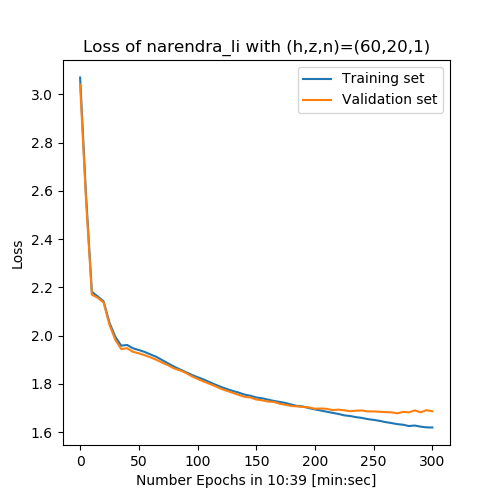 Loss of narendra_li with (h,z,n)=(60,20,1)
Training set
Validation set
3.0
2.8
2.6
2.4
2.2
2.0
1.8
1.6
Loss
0 50 100 150 200 250 300
Number Epochs in 10:39 [min:sec]